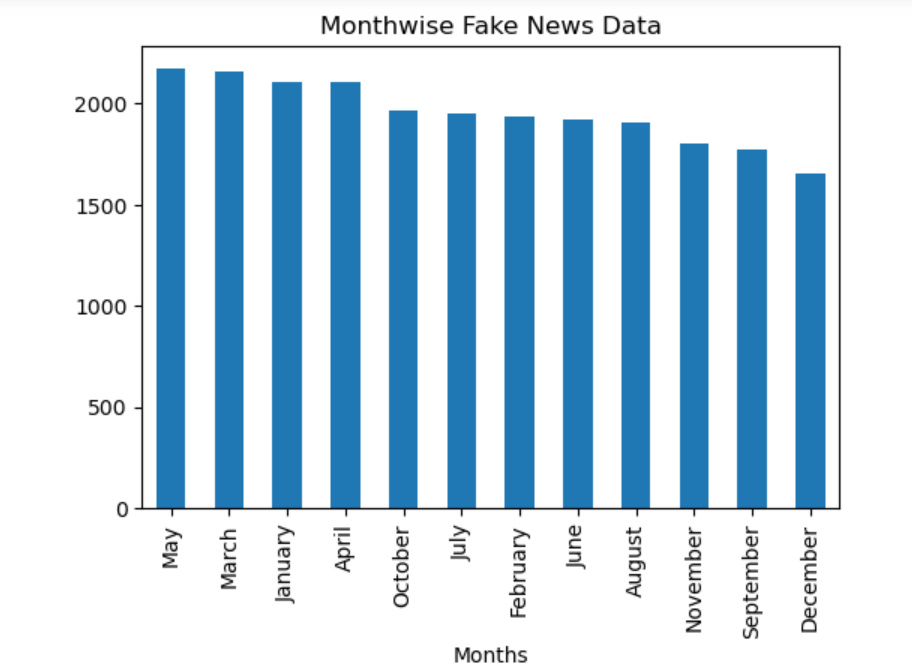 Monthwise Fake News Data
2000
1500
1000
500
0
May
March
January
April
October
July
February
June
August
November
September
December
Months